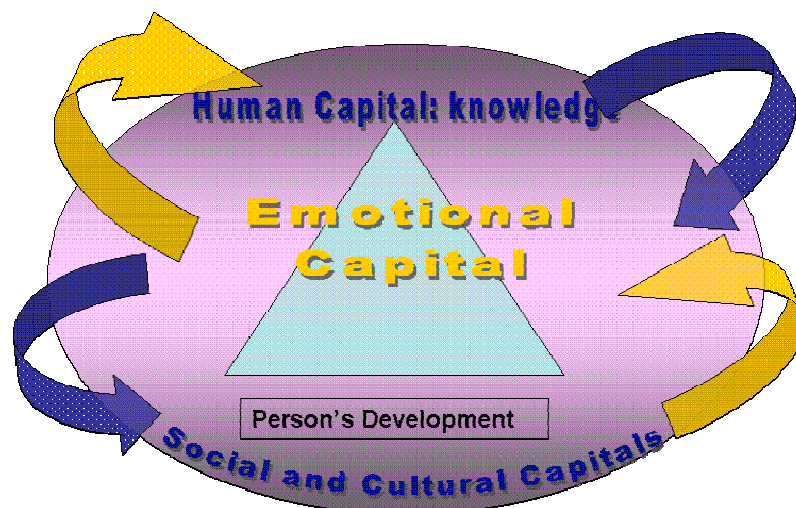 Human Capital: knowledge
Emotional
Capital
Person's Development
Social and Cultural Capitals